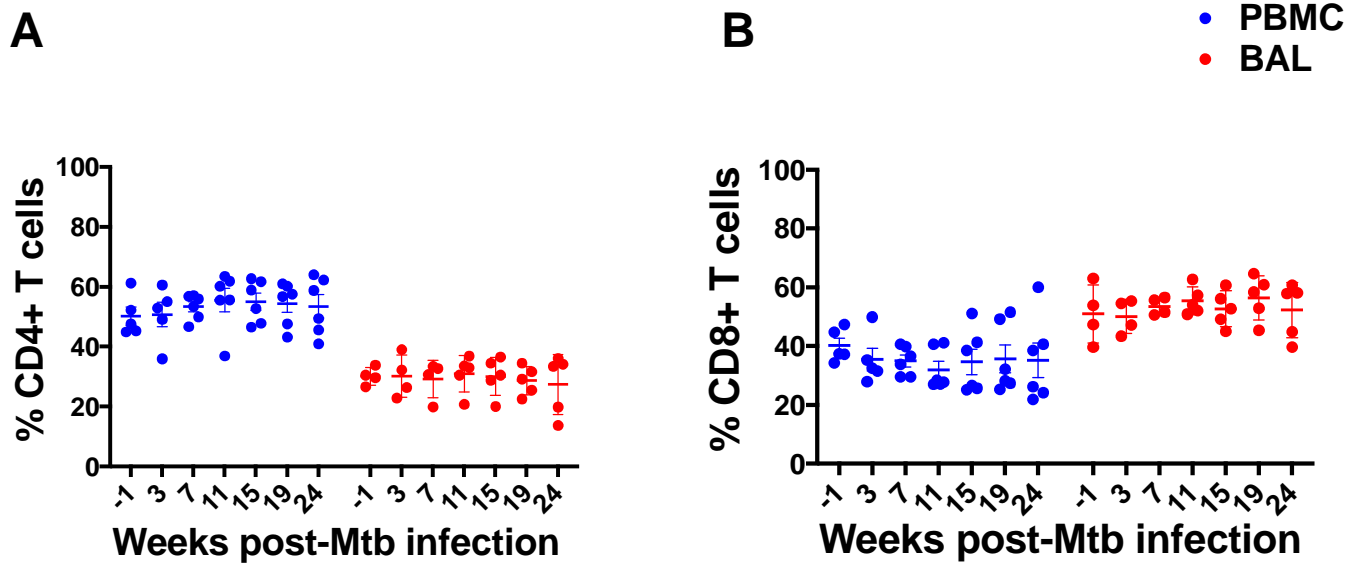 A
B
PBMC
BAL
% CD4+ T cells
100
80
60
40
20
0
-1 3 7 11 15 19 24 -1 3 7 11 15 19 24
Weeks post-Mtb infection
% CD8+ T cells
100
80
60
40
20
0
-1 3 7 11 15 19 24 -1 3 7 11 15 19 24
Weeks post-Mtb infection